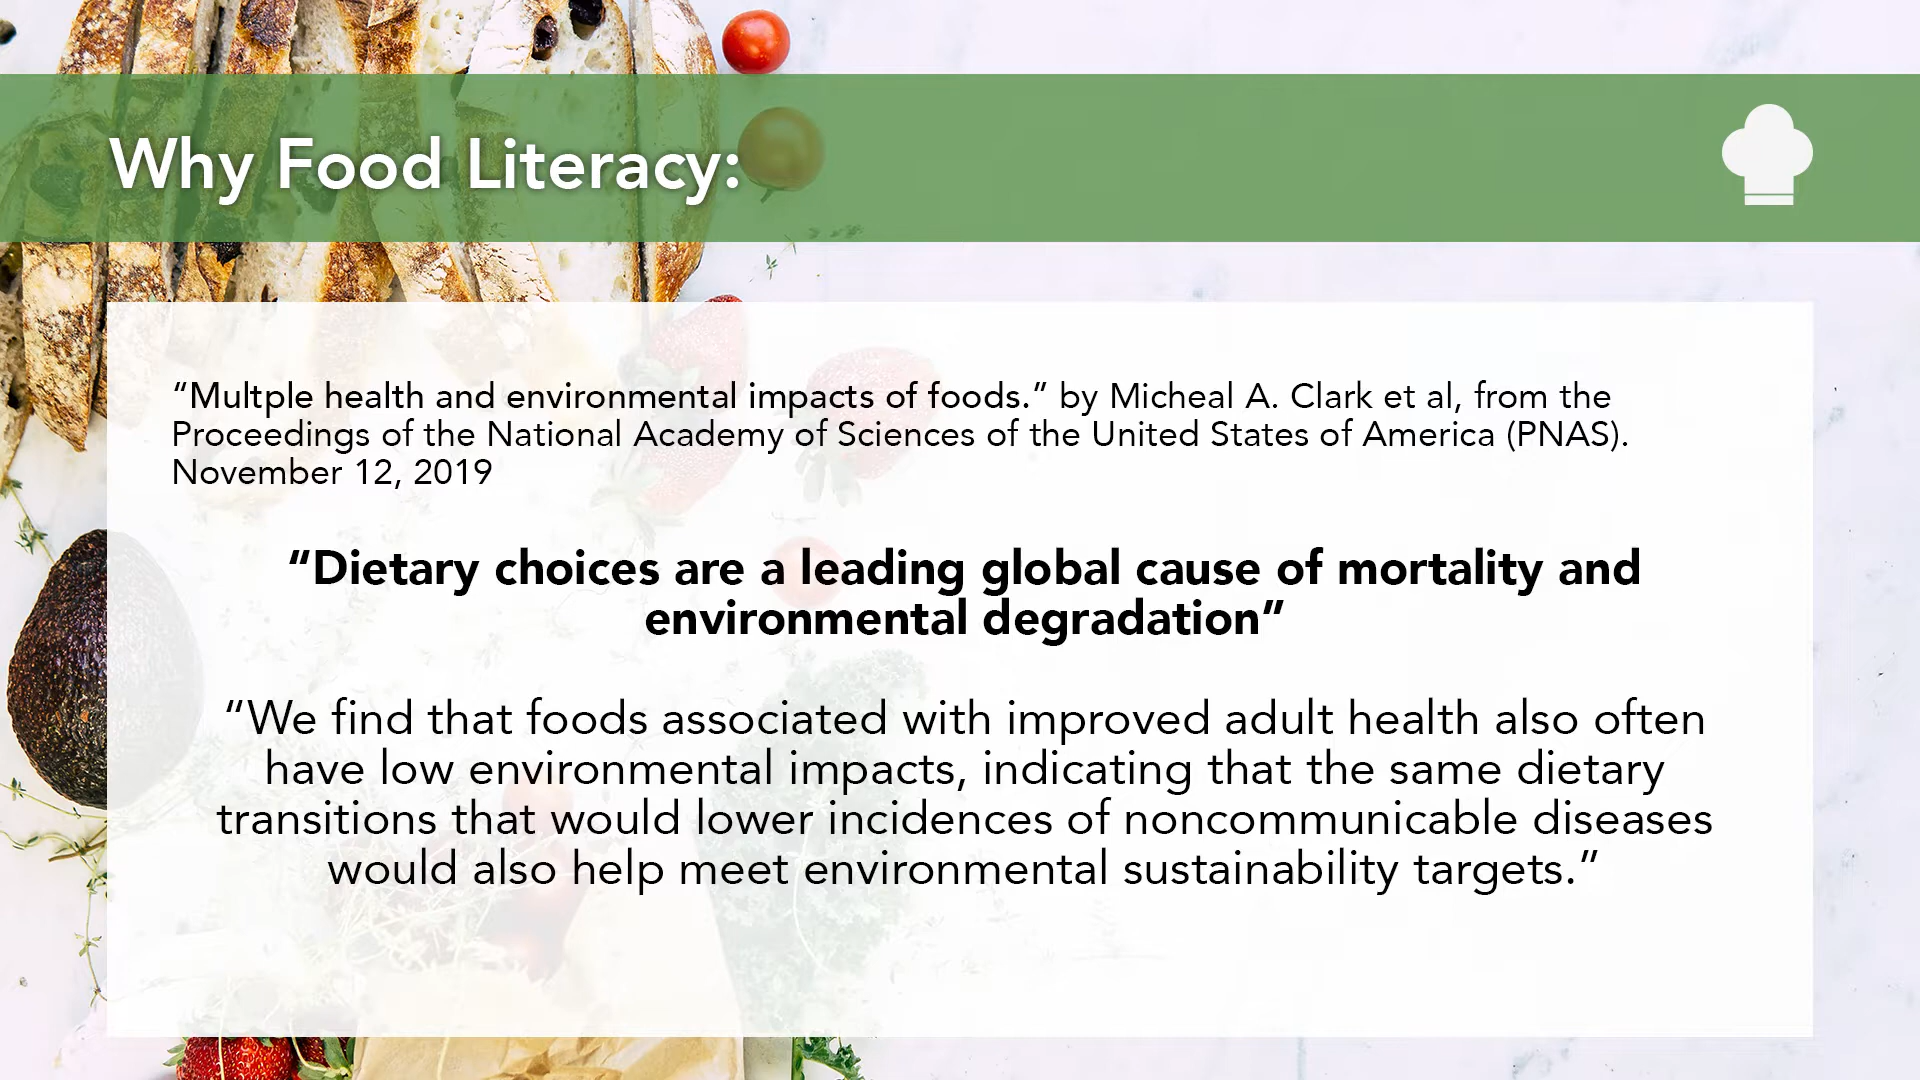 Why Food Literacy:
“Multple health and environmental impacts of foods.” by Micheal A. Clark et al, from the
Proceedings of the National Academy of Sciences of the United States of America (PNAS).
November 12, 2019
“Dietary choices are a leading global cause of mortality and
environmental degradation”
“We find that foods associated with improved adult health also often
have low environmental impacts, indicating that the same dietary
transitions that would lower incidences of noncommunicable diseases
would also help meet environmental sustainability targets.”